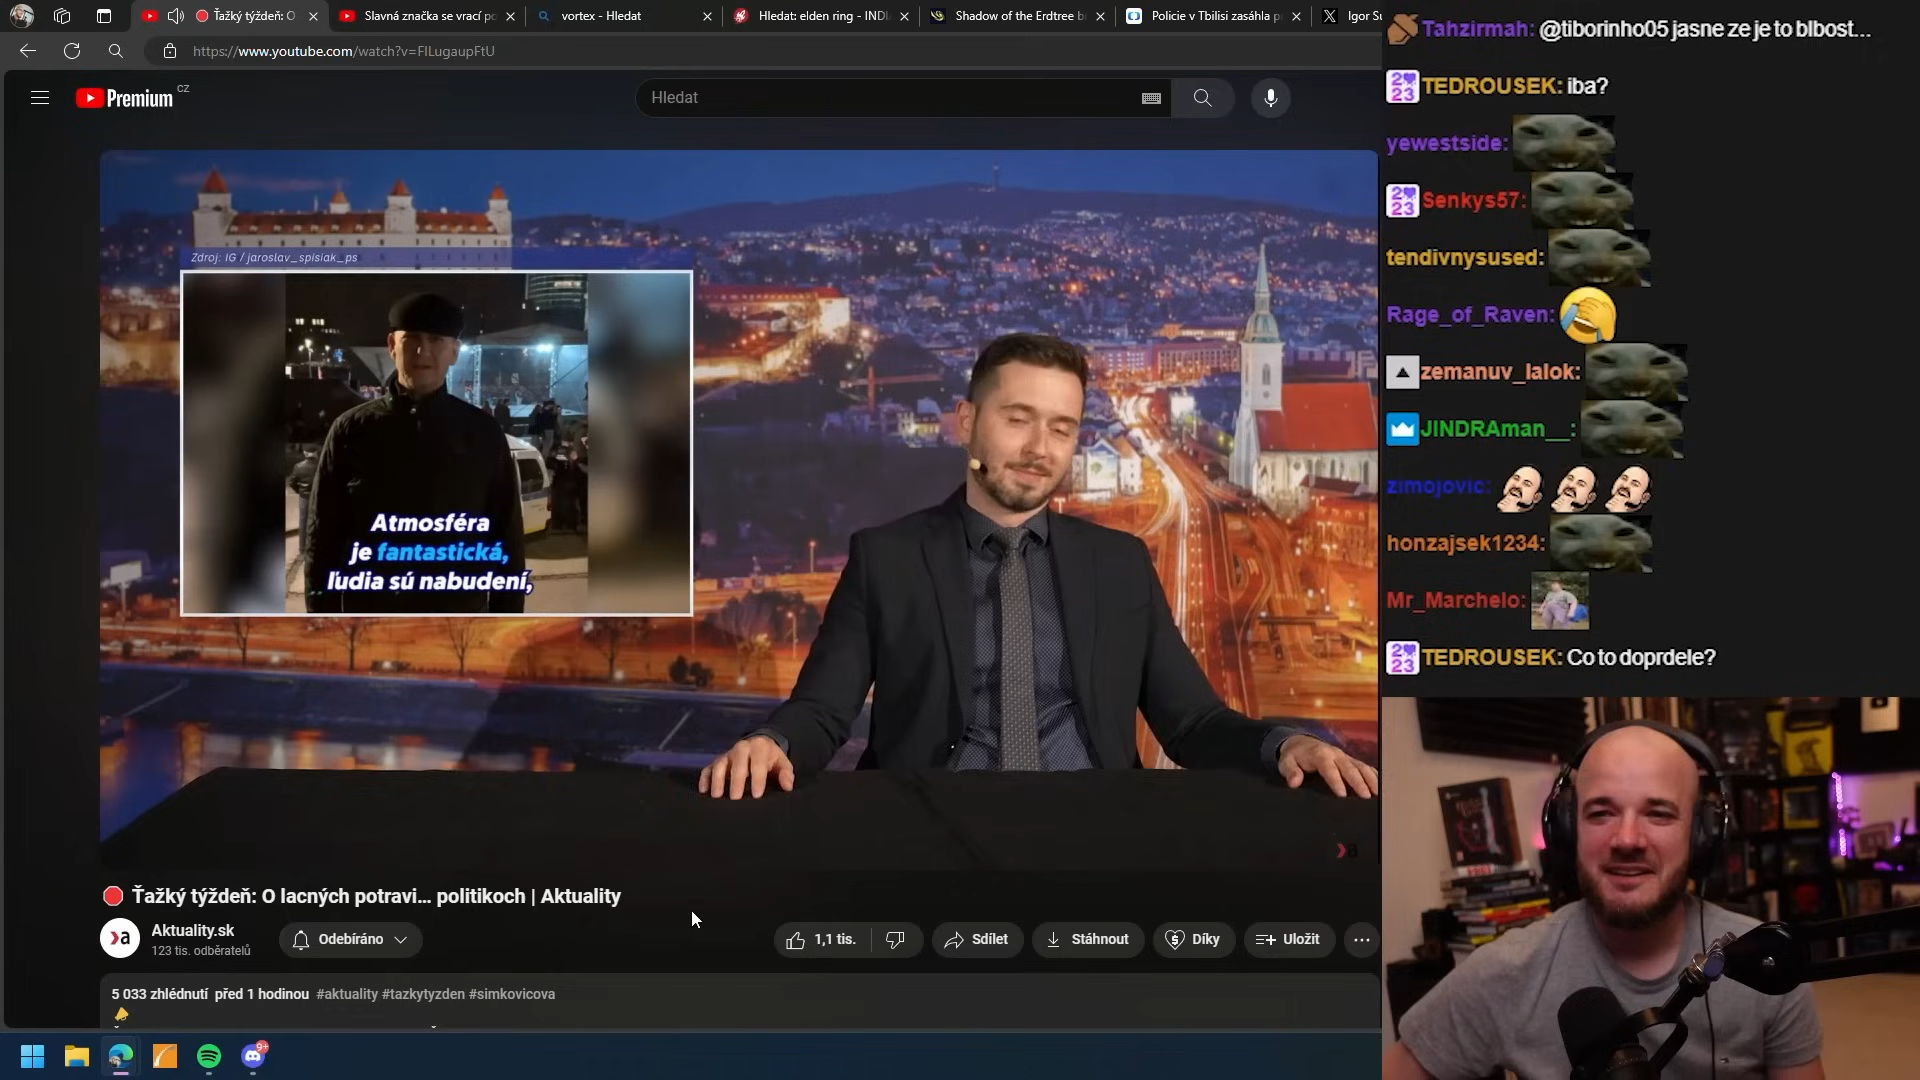 Ťažký týždeň: O
Slavná značka se vrací po
vortex - Hledat
Hledat: elden ring - INDI
Shadow of the Erdtree b
Policie v Tbilisi zasáhla p
Igor Su
https://www.youtube.com/watch?v=FILugaupFtU
Premium CZ
Hledat
Zdroj: IG / jaroslav_spisiak_ps
Atmosféra
je fantastická,
ľudia sú nabudení,
Ťažký týždeň: O lacných potravi... politikoch | Aktuality
Aktuality.sk
123 tis. odběratelů
Odebíráno
1,1 tis.
Sdílet
Stáhnout
Díky
Uložit
5 033 zhlédnutí před 1 hodinou #aktuality #tazkytyzden #simkovicova
9+
Tahzirmah: @tiborinho05 jasne ze je to blbost...
TEDROUSEK: iba?
yewestside:
Senkys57:
tendivnysused:
Rage_of_Raven:
zemanuv_lalok:
JINDRAman__:
zimojovic:
honzajsek1234:
Mr_Marchelo:
TEDROUSEK: Co to doprdele?